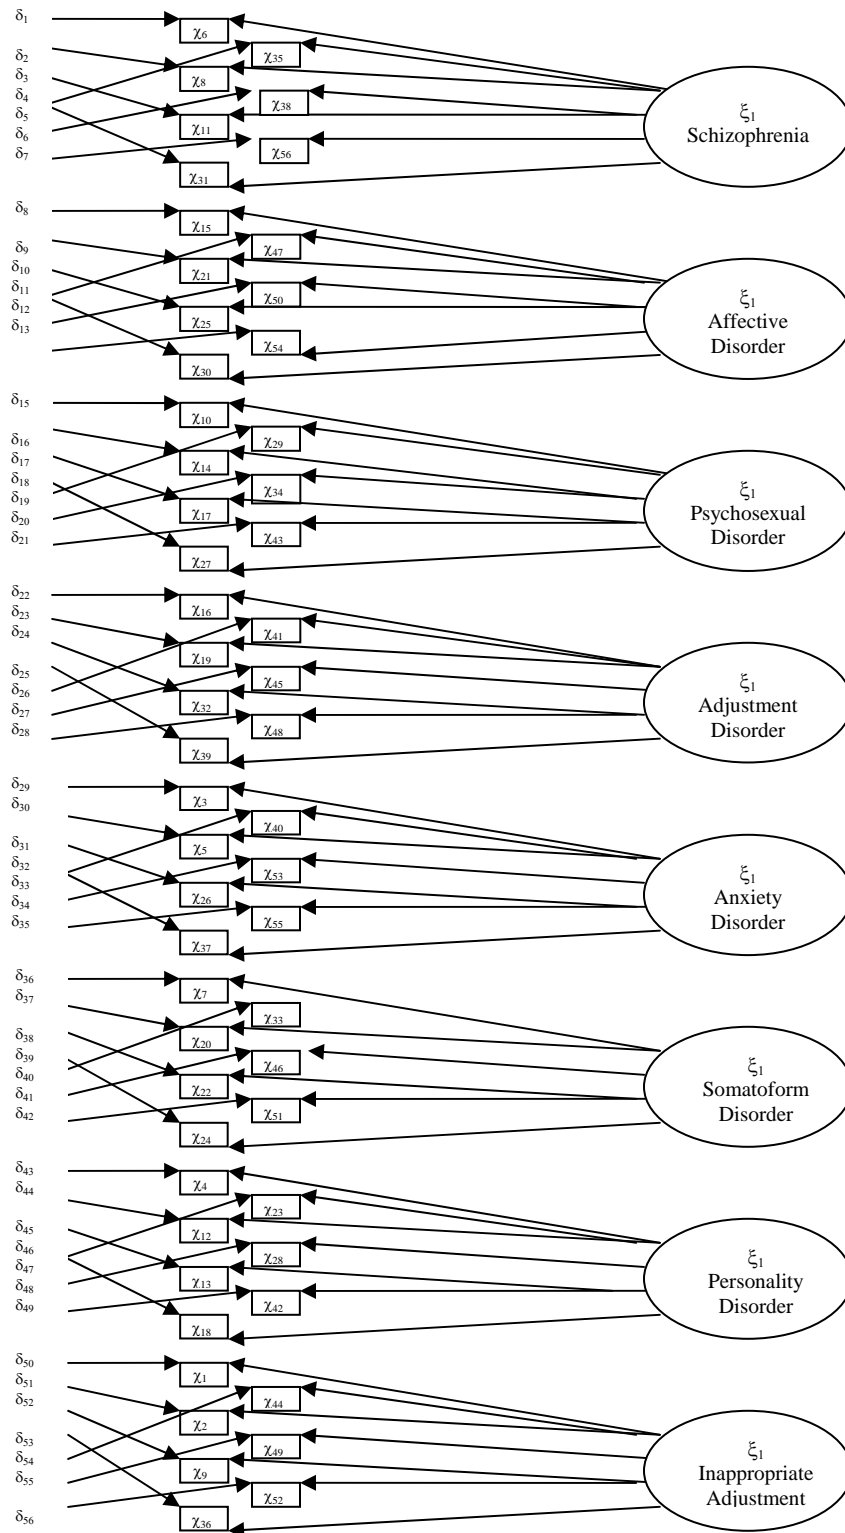 δ1
δ2
δ3
δ4
δ5
δ6
δ7
χ6
χ35
χ8
χ38
χ11
χ56
χ31
ξ1
Schizophrenia
δ8
δ9
δ10
δ11
δ12
δ13
χ15
χ47
χ21
χ50
χ25
χ54
χ30
ξ1
Affective
Disorder
δ15
δ16
δ17
δ18
δ19
δ20
δ21
χ10
χ29
χ14
χ34
χ17
χ43
χ27
ξ1
Psychosexual
Disorder
δ22
δ23
δ24
δ25
δ26
δ27
δ28
χ16
χ41
χ19
χ45
χ32
χ48
χ39
ξ1
Adjustment
Disorder
δ29
δ30
δ31
δ32
δ33
δ34
δ35
χ3
χ40
χ5
χ53
χ26
χ55
χ37
ξ1
Anxiety
Disorder
δ36
δ37
δ38
δ39
δ40
δ41
δ42
χ7
χ33
χ20
χ46
χ22
χ51
χ24
ξ1
Somatoform
Disorder
δ43
δ44
δ45
δ46
δ47
δ48
δ49
χ4
χ23
χ12
χ28
χ13
χ42
χ18
ξ1
Personality
Disorder
δ50
δ51
δ52
δ53
δ54
δ55
δ56
χ1
χ44
χ2
χ49
χ9
χ52
χ36
ξ1
Inappropriate
Adjustment